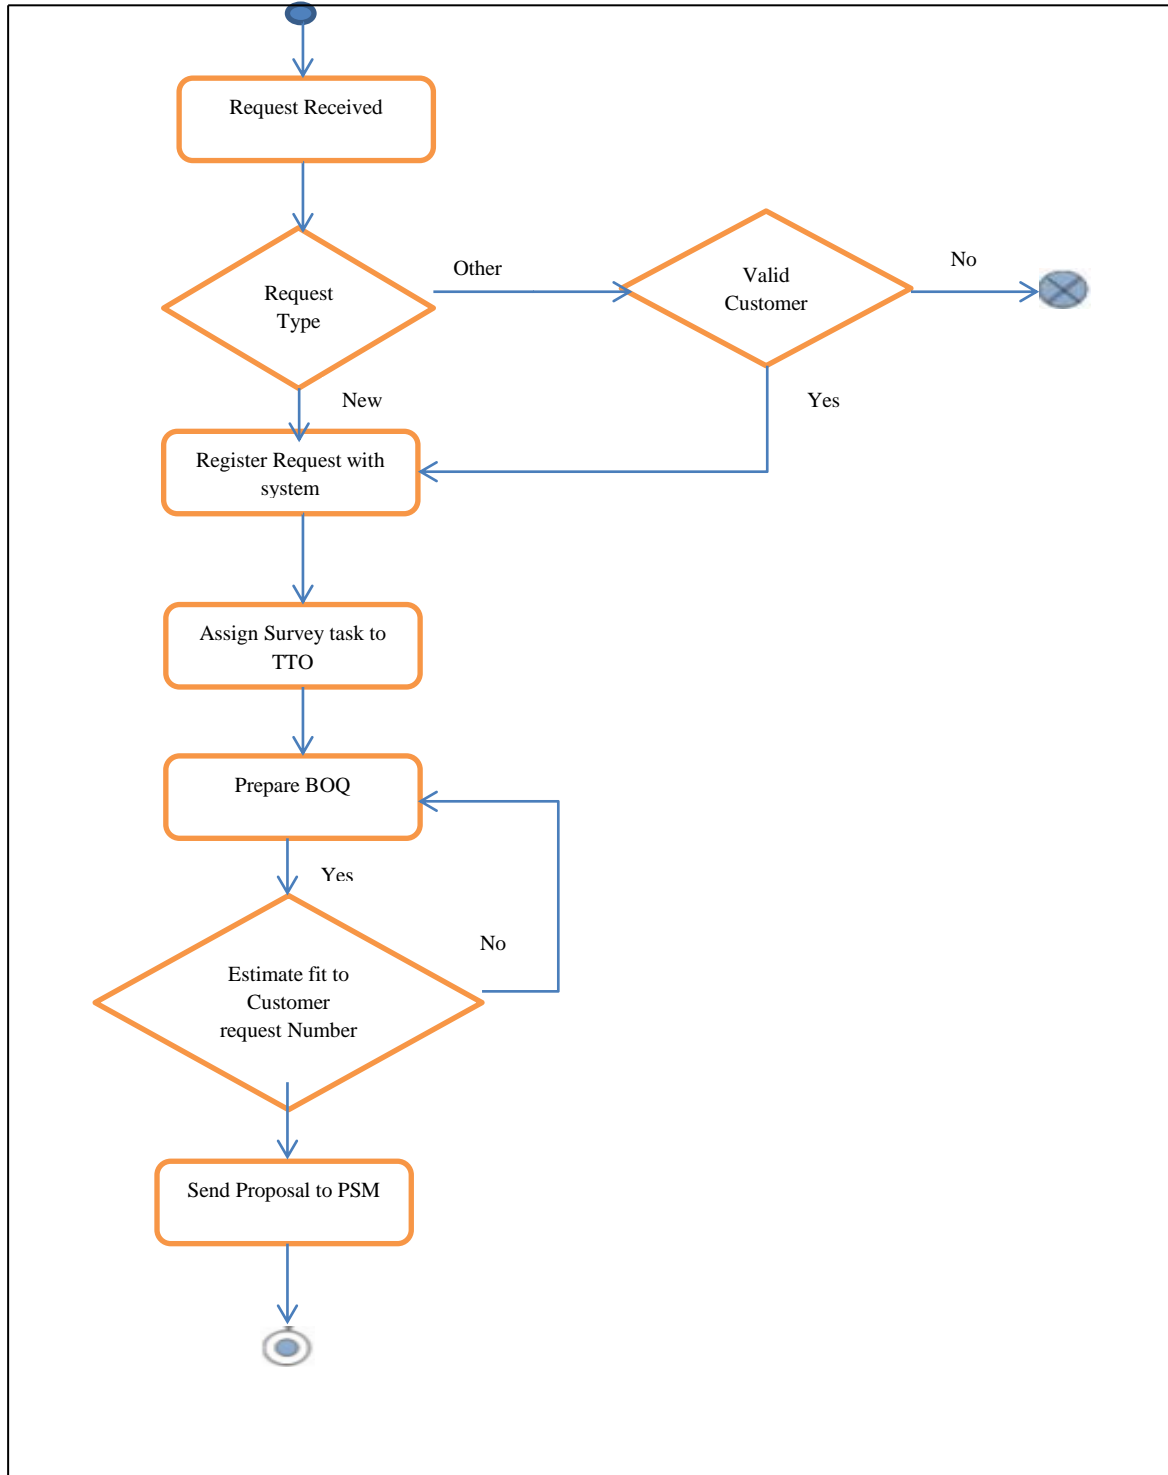 Request Received
Other
No
Request
Type
Valid
Customer
New
Yes
Register Request with
system
Assign Survey task to
TTO
Prepare BOQ
Yes
No
Estimate fit to
Customer
request Number
Send Proposal to PSM